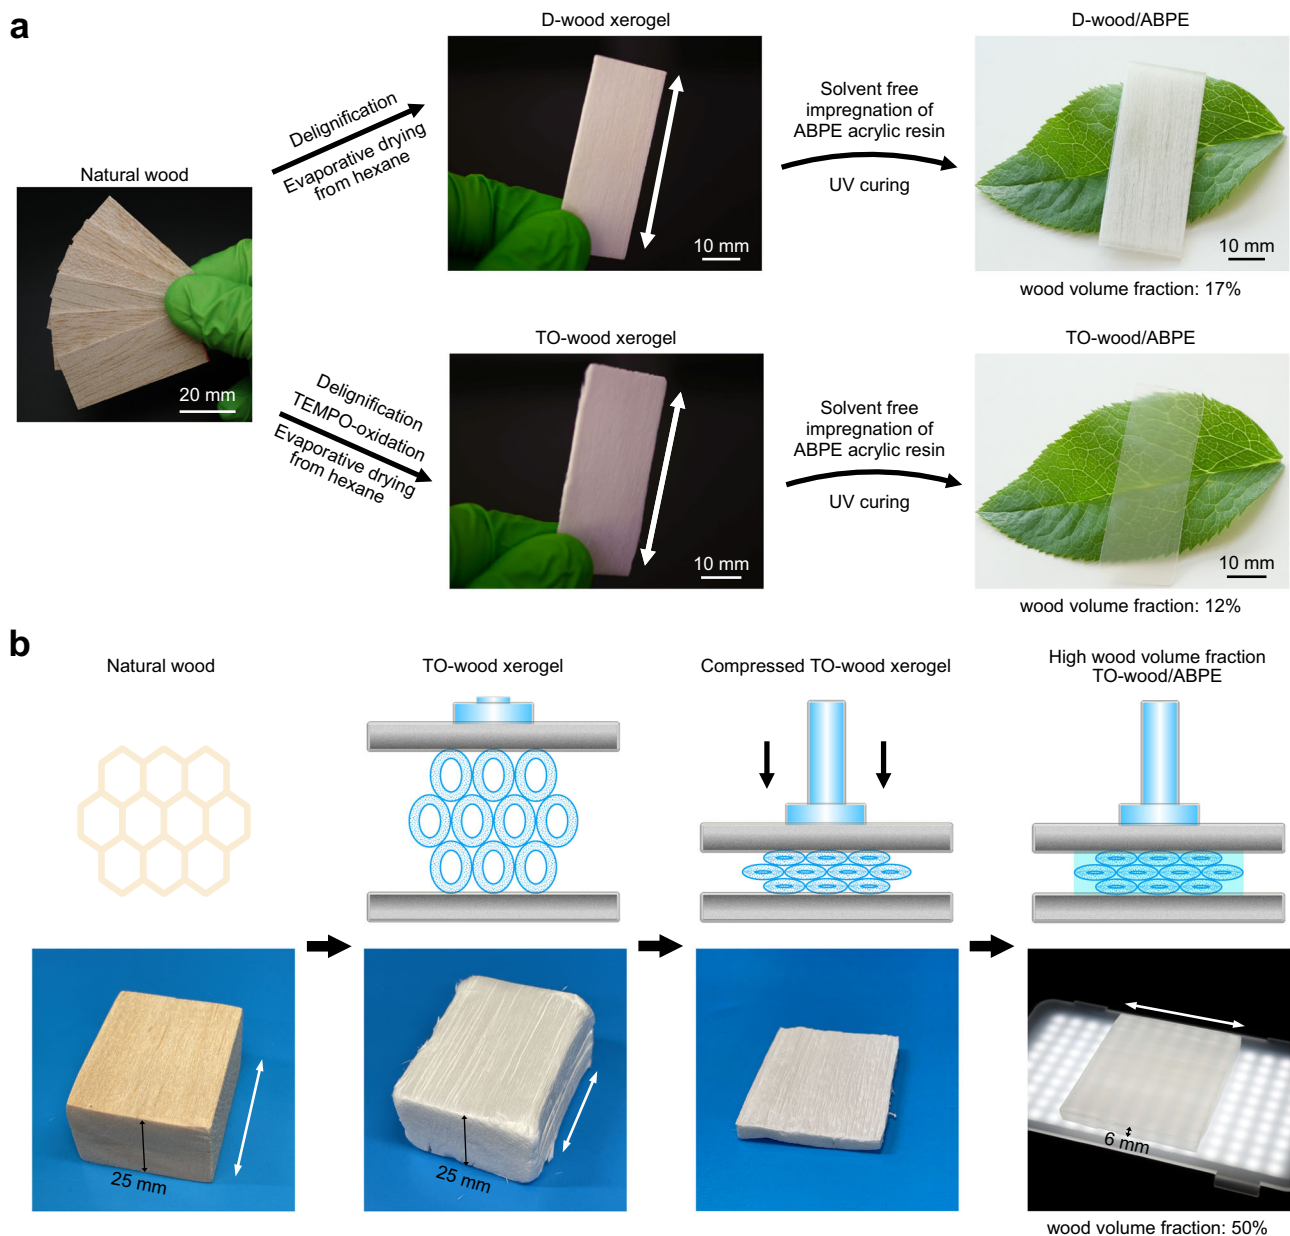 a
D-wood xerogel
D-wood/ABPE
Delignification
Evaporative drying
from hexane
Solvent free
impregnation of
ABPE acrylic resin
UV curing
Natural wood
20 mm
10 mm
10 mm
wood volume fraction: 17%
TO-wood xerogel
TO-wood/ABPE
Delignification
TEMPO-oxidation
Evaporative drying
from hexane
Solvent free
impregnation of
ABPE acrylic resin
UV curing
10 mm
10 mm
wood volume fraction: 12%
b
Natural wood
TO-wood xerogel
Compressed TO-wood xerogel
High wood volume fraction
TO-wood/ABPE
25 mm
25 mm
6 mm
wood volume fraction: 50%